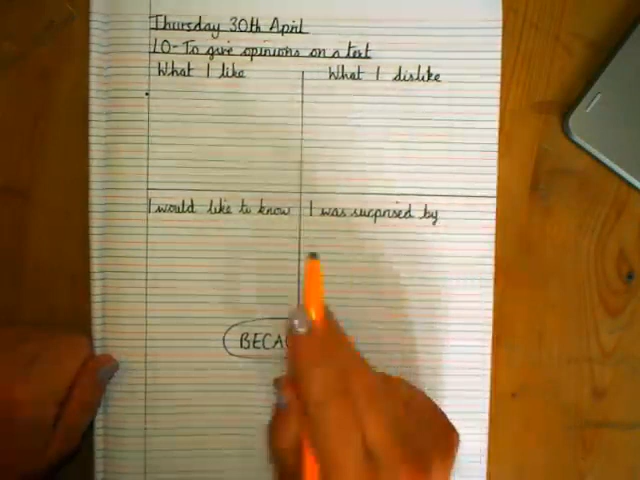 Thursday 30th April
LO - To give opinions on a text
What I like
What I dislike
I would like to know
I was surprised by